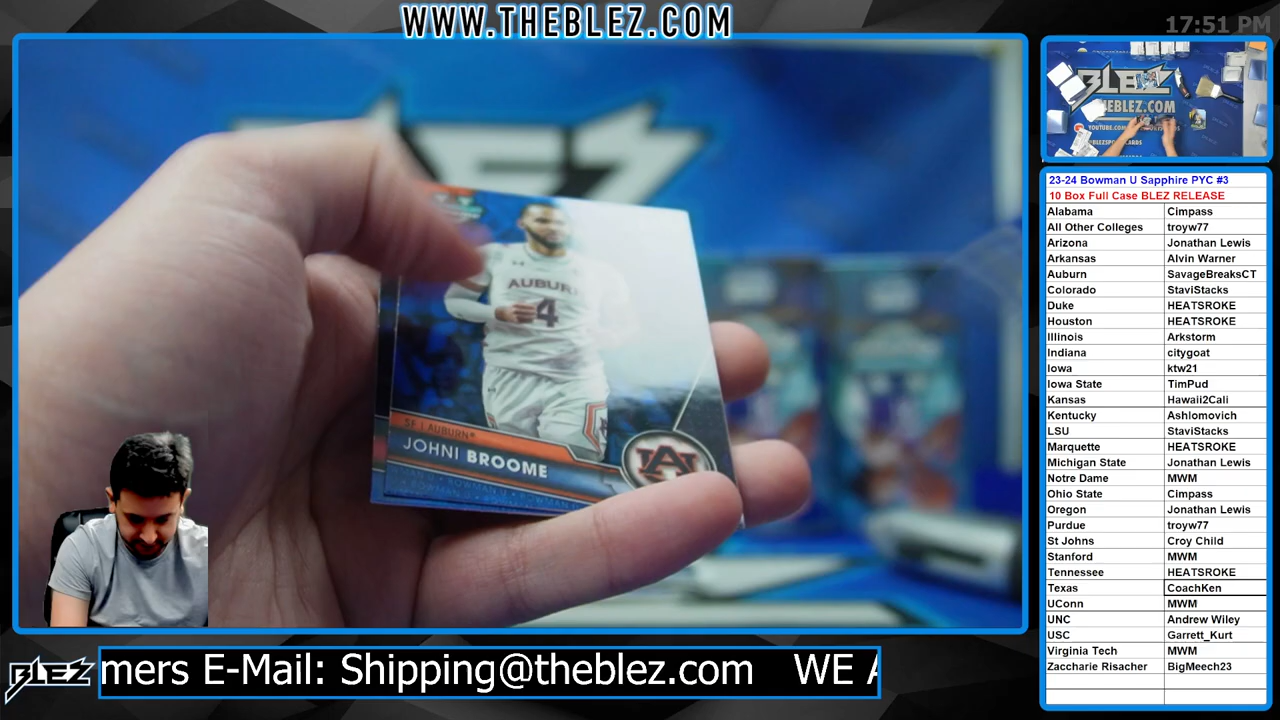 WWW.THEBLEZ.COM
17:51 PM
BLEZ
THEBLEZ.COM
AUBURN
4
SF | AUBURN
JOHNI BROOME
23-24 Bowman U Sapphire PYC #3
10 Box Full Case BLEZ RELEASE
Alabama Cimpass
All Other Colleges troyw77
Arizona Jonathan Lewis
Arkansas Alvin Warner
Auburn SavageBreaksCT
Colorado StaviStacks
Duke HEATSROKE
Houston HEATSROKE
Illinois Arkstorm
Indiana citygoat
Iowa ktw21
Iowa State TimPud
Kansas Hawaii2Cali
Kentucky Ashlomovich
LSU StaviStacks
Marquette HEATSROKE
Michigan State Jonathan Lewis
Notre Dame MWM
Ohio State Cimpass
Oregon Jonathan Lewis
Purdue troyw77
St Johns Croy Child
Stanford MWM
Tennessee HEATSROKE
Texas CoachKen
UConn MWM
UNC Andrew Wiley
USC Garrett_Kurt
Virginia Tech MWM
Zaccharie Risacher BigMeech23
BLEZ
mers E-Mail: Shipping@theblez.com WE A